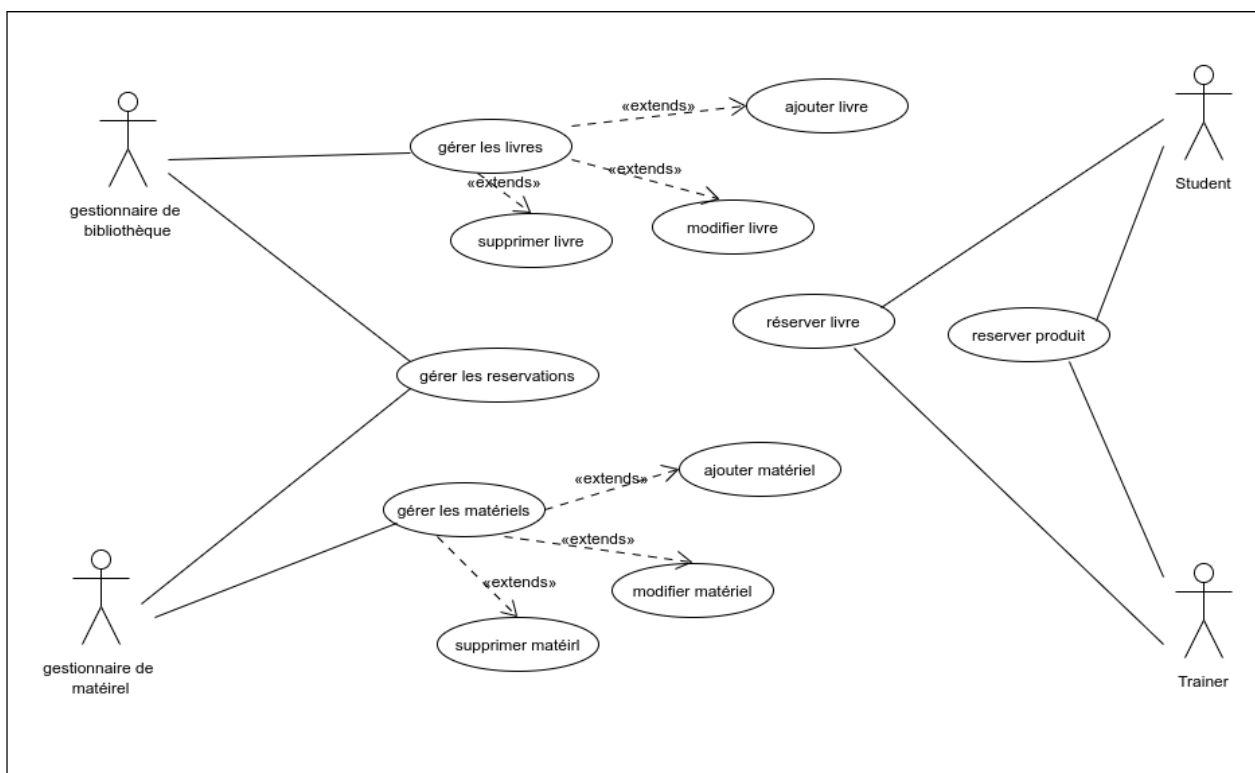 «extends»
ajouter livre
gérer les livres
«extends»
«extends»
gestionnaire de
bibliothèque
supprimer livre
modifier livre
Student
réserver livre
reserver produit
gérer les reservations
ajouter matériel
«extends»
gérer les matériels
«extends»
«extends»
modifier matériel
supprimer matéirl
gestionnaire de
matéirel
Trainer